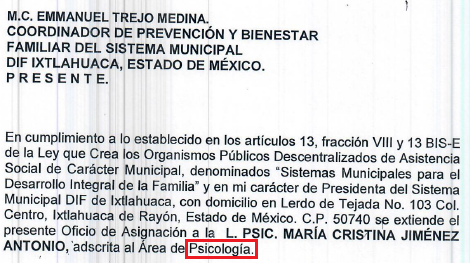 M.C. EMMANUEL TREJO MEDINA.
COORDINADOR DE PREVENCIÓN Y BIENESTAR
FAMILIAR DEL SISTEMA MUNICIPAL
DIF IXTLAHUACA, ESTADO DE MÉXICO.
P R E S E N T E.
En cumplimiento a lo establecido en los artículos 13, fracción VIII y 13 BIS-E
de la Ley que Crea los Organismos Públicos Descentralizados de Asistencia
Social de Carácter Municipal, denominados "Sistemas Municipales para el
Desarrollo Integral de la Familia" y en mi carácter de Presidenta del Sistema
Municipal DIF de Ixtlahuaca, con domicilio en Lerdo de Tejada No. 103 Col.
Centro, Ixtlahuaca de Rayón, Estado de México. C.P. 50740 se extiende el
presente Oficio de Asignación a la L. PSIC. MARÍA CRISTINA JIMÉNEZ
ANTONIO, adscrita al Área de Psicología.